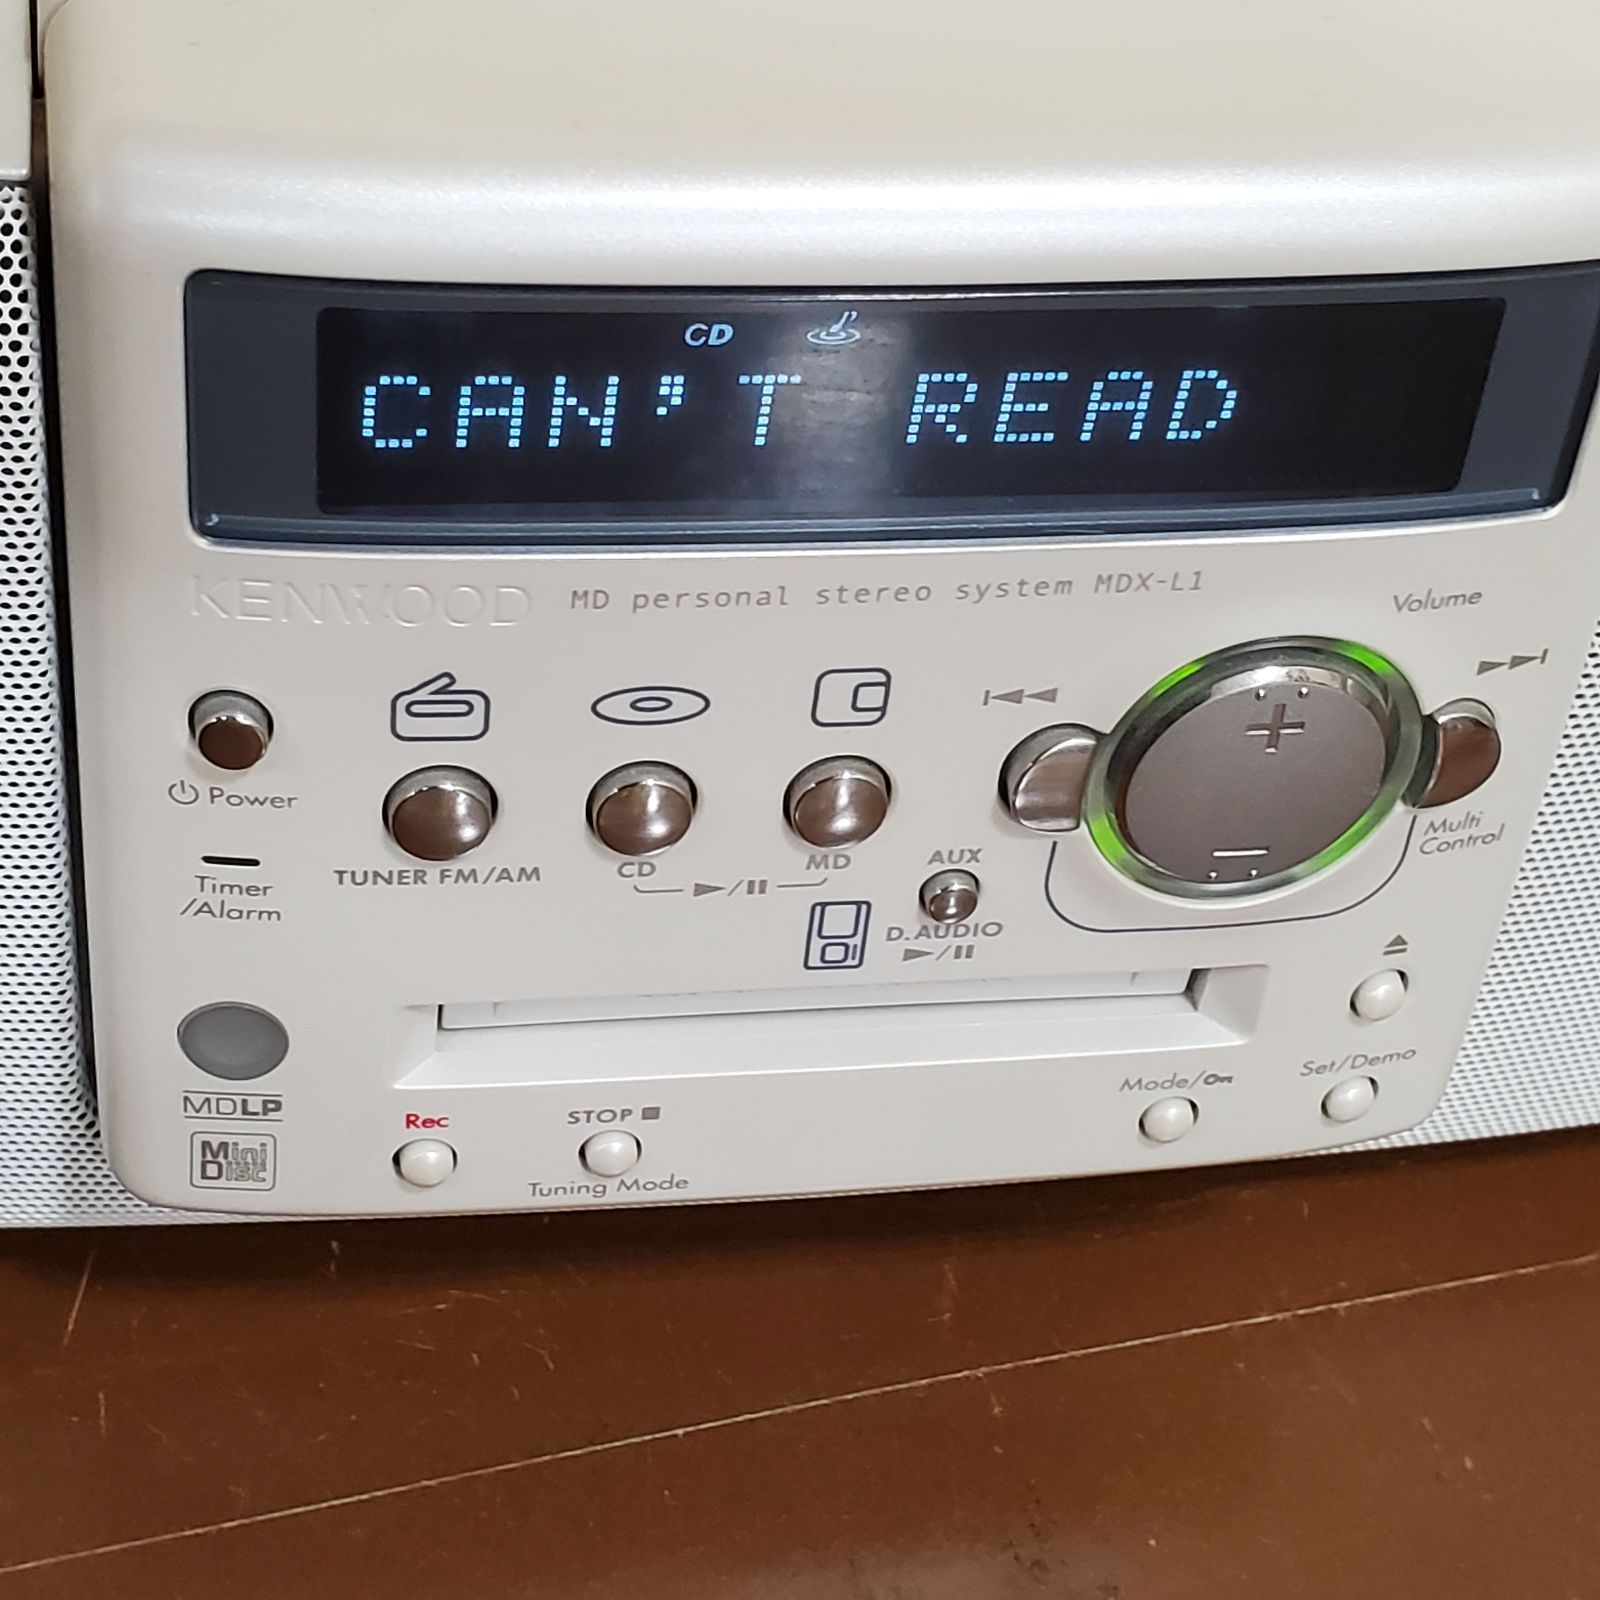 CD
CAN'T READ
KENWOOD MD personal stereo system MDX-L1
Volume
Power
TUNER FM/AM
CD
MD
Multi
Control
Timer
/Alarm
AUX
D.AUDIO
MDLP
Mini
Disc
Rec
STOP
Tuning Mode
Mode/
Set/Demo